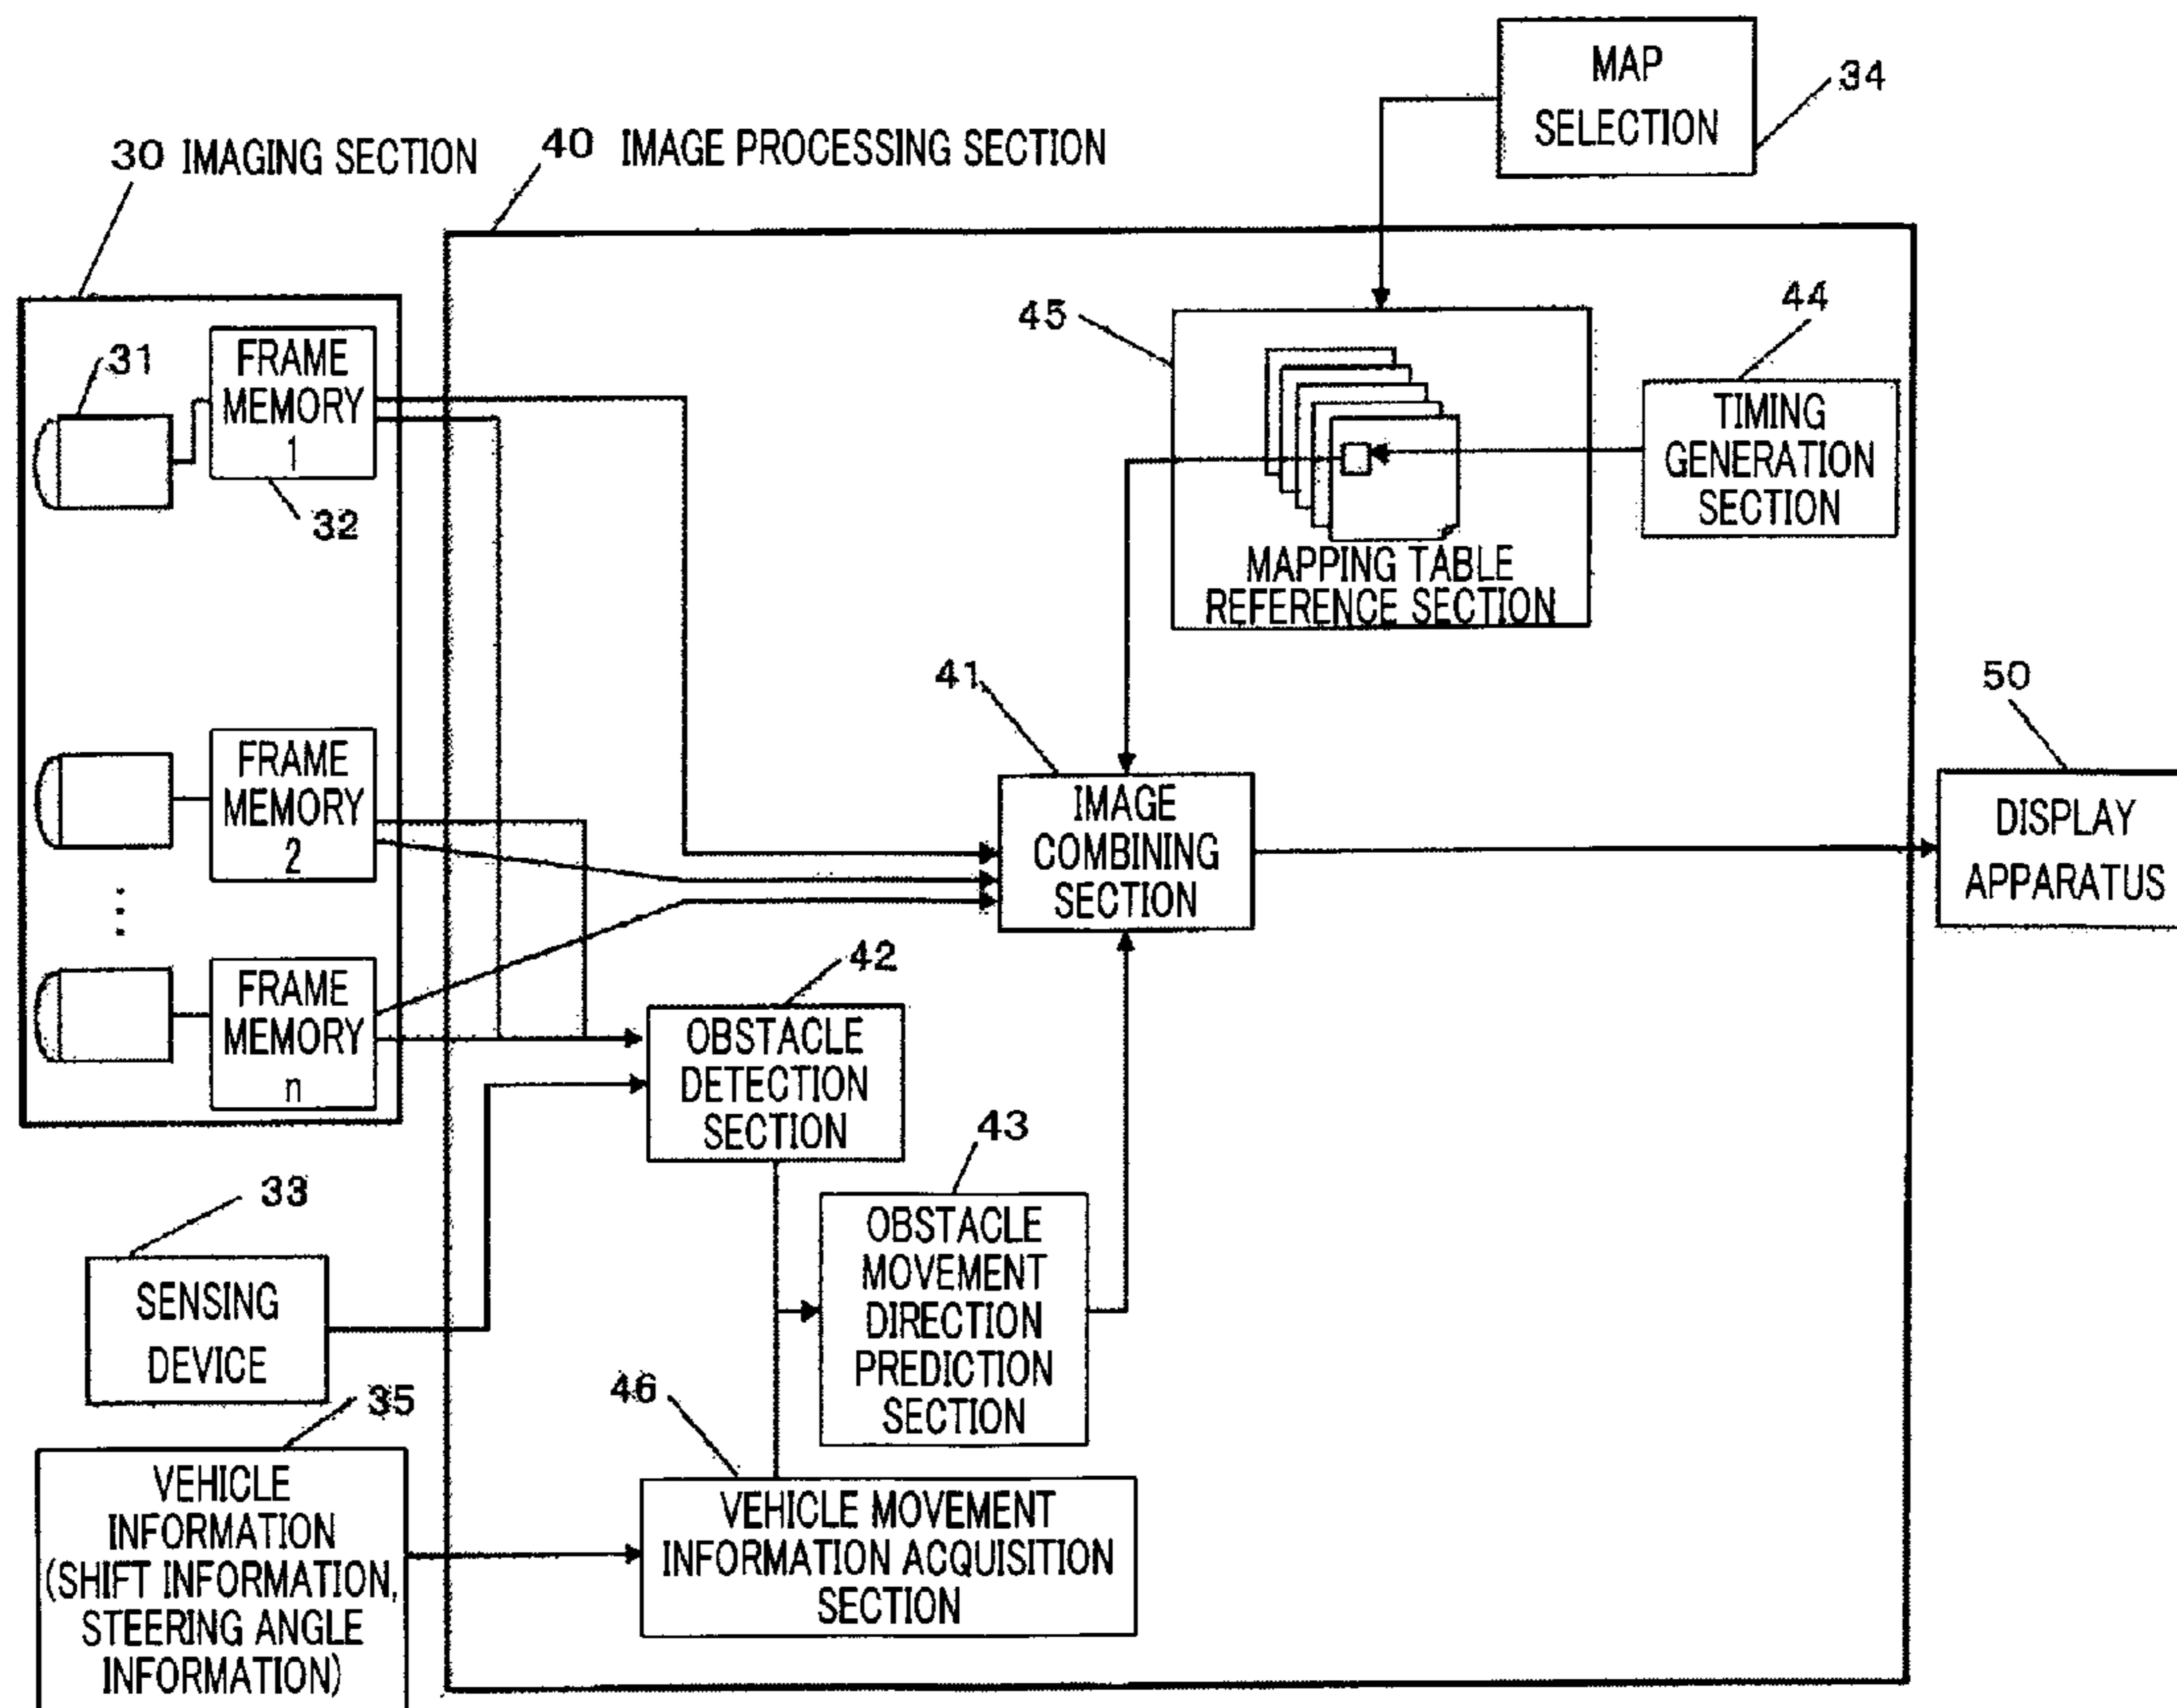 MAP
SELECTION
34
30 IMAGING SECTION
40 IMAGE PROCESSING SECTION
45
44
31
FRAME
MEMORY
1
32
TIMING
GENERATION
SECTION
MAPPING TABLE
REFERENCE SECTION
41
50
FRAME
MEMORY
2
IMAGE
COMBINING
SECTION
DISPLAY
APPARATUS
...
42
FRAME
MEMORY
n
OBSTACLE
DETECTION
SECTION
43
33
SENSING
DEVICE
OBSTACLE
MOVEMENT
DIRECTION
PREDICTION
SECTION
35
46
VEHICLE
INFORMATION
(SHIFT INFORMATION,
STEERING ANGLE
INFORMATION)
VEHICLE MOVEMENT
INFORMATION ACQUISITION
SECTION